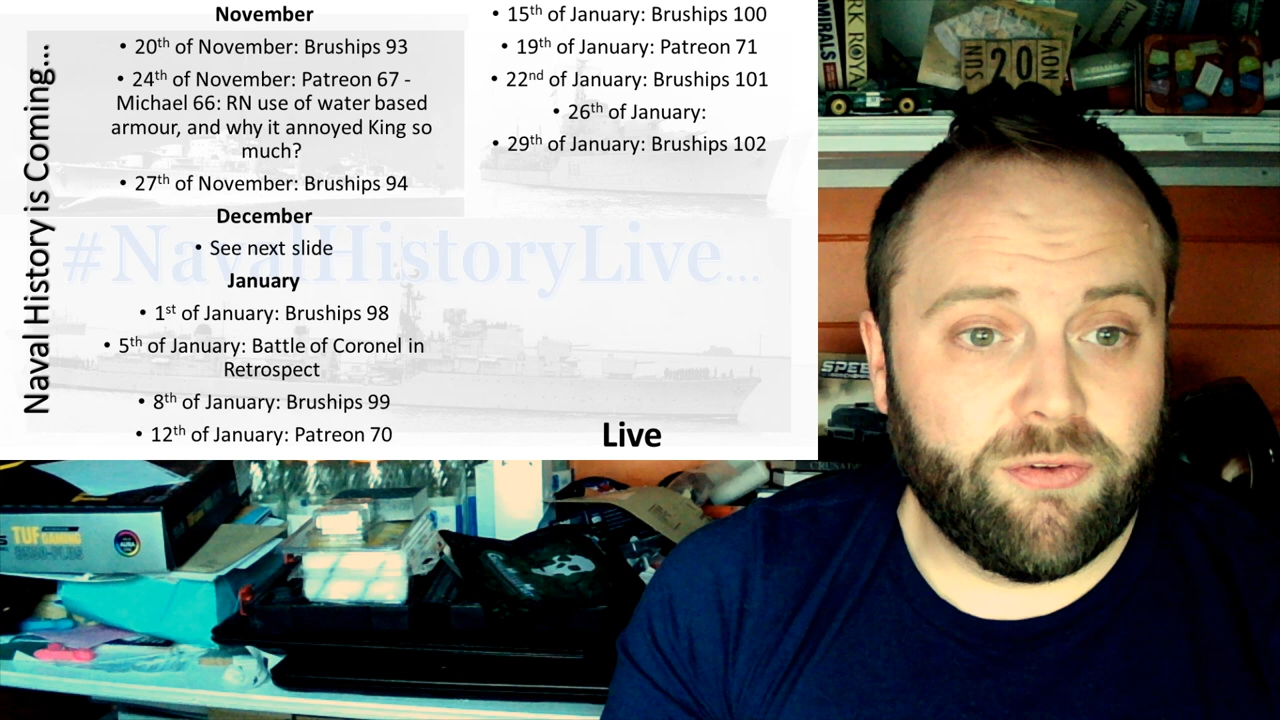 Naval History is Coming...
November
• 20th of November: Bruships 93
• 24th of November: Patreon 67 -
Michael 66: RN use of water based
armour, and why it annoyed King so
much?
• 27th of November: Bruships 94
December
• See next slide
January
• 1st of January: Bruships 98
• 5th of January: Battle of Coronel in
Retrospect
• 8th of January: Bruships 99
• 12th of January: Patreon 70
• 15th of January: Bruships 100
• 19th of January: Patreon 71
• 22nd of January: Bruships 101
• 26th of January:
• 29th of January: Bruships 102
#NavalHistoryLive...
Live
SUN
20
NOV
TUF GAMING